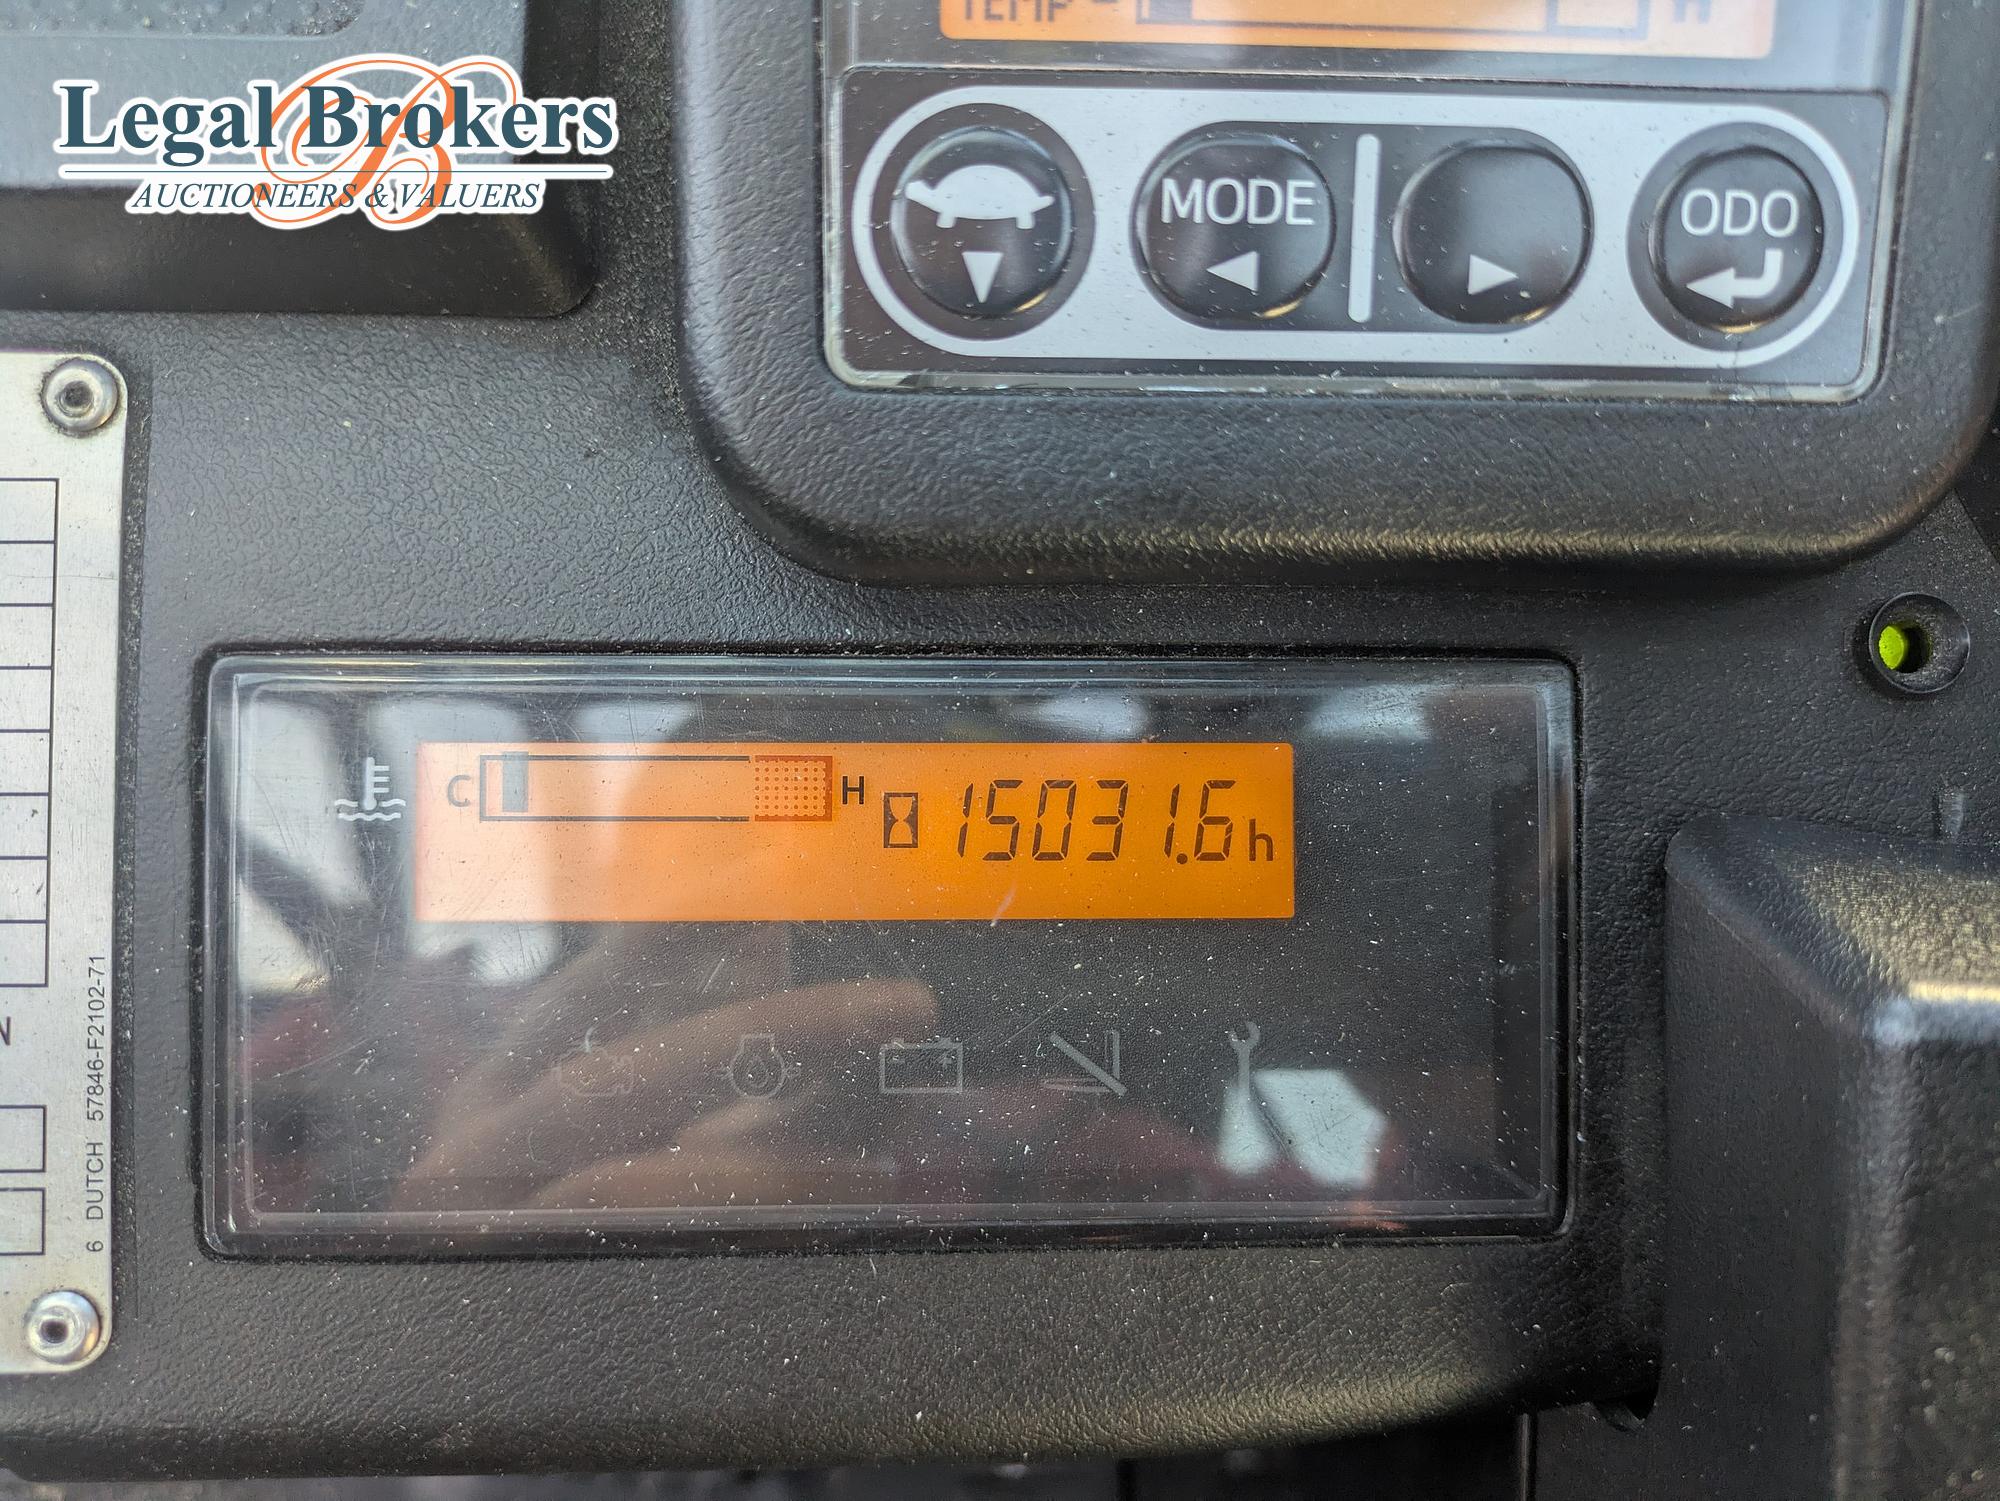 Legal Brokers
AUCTIONEERS & VALUERS
TEMP
MODE
ODO
C
H
15031.6h
6 DUTCH 57846-F2102-71